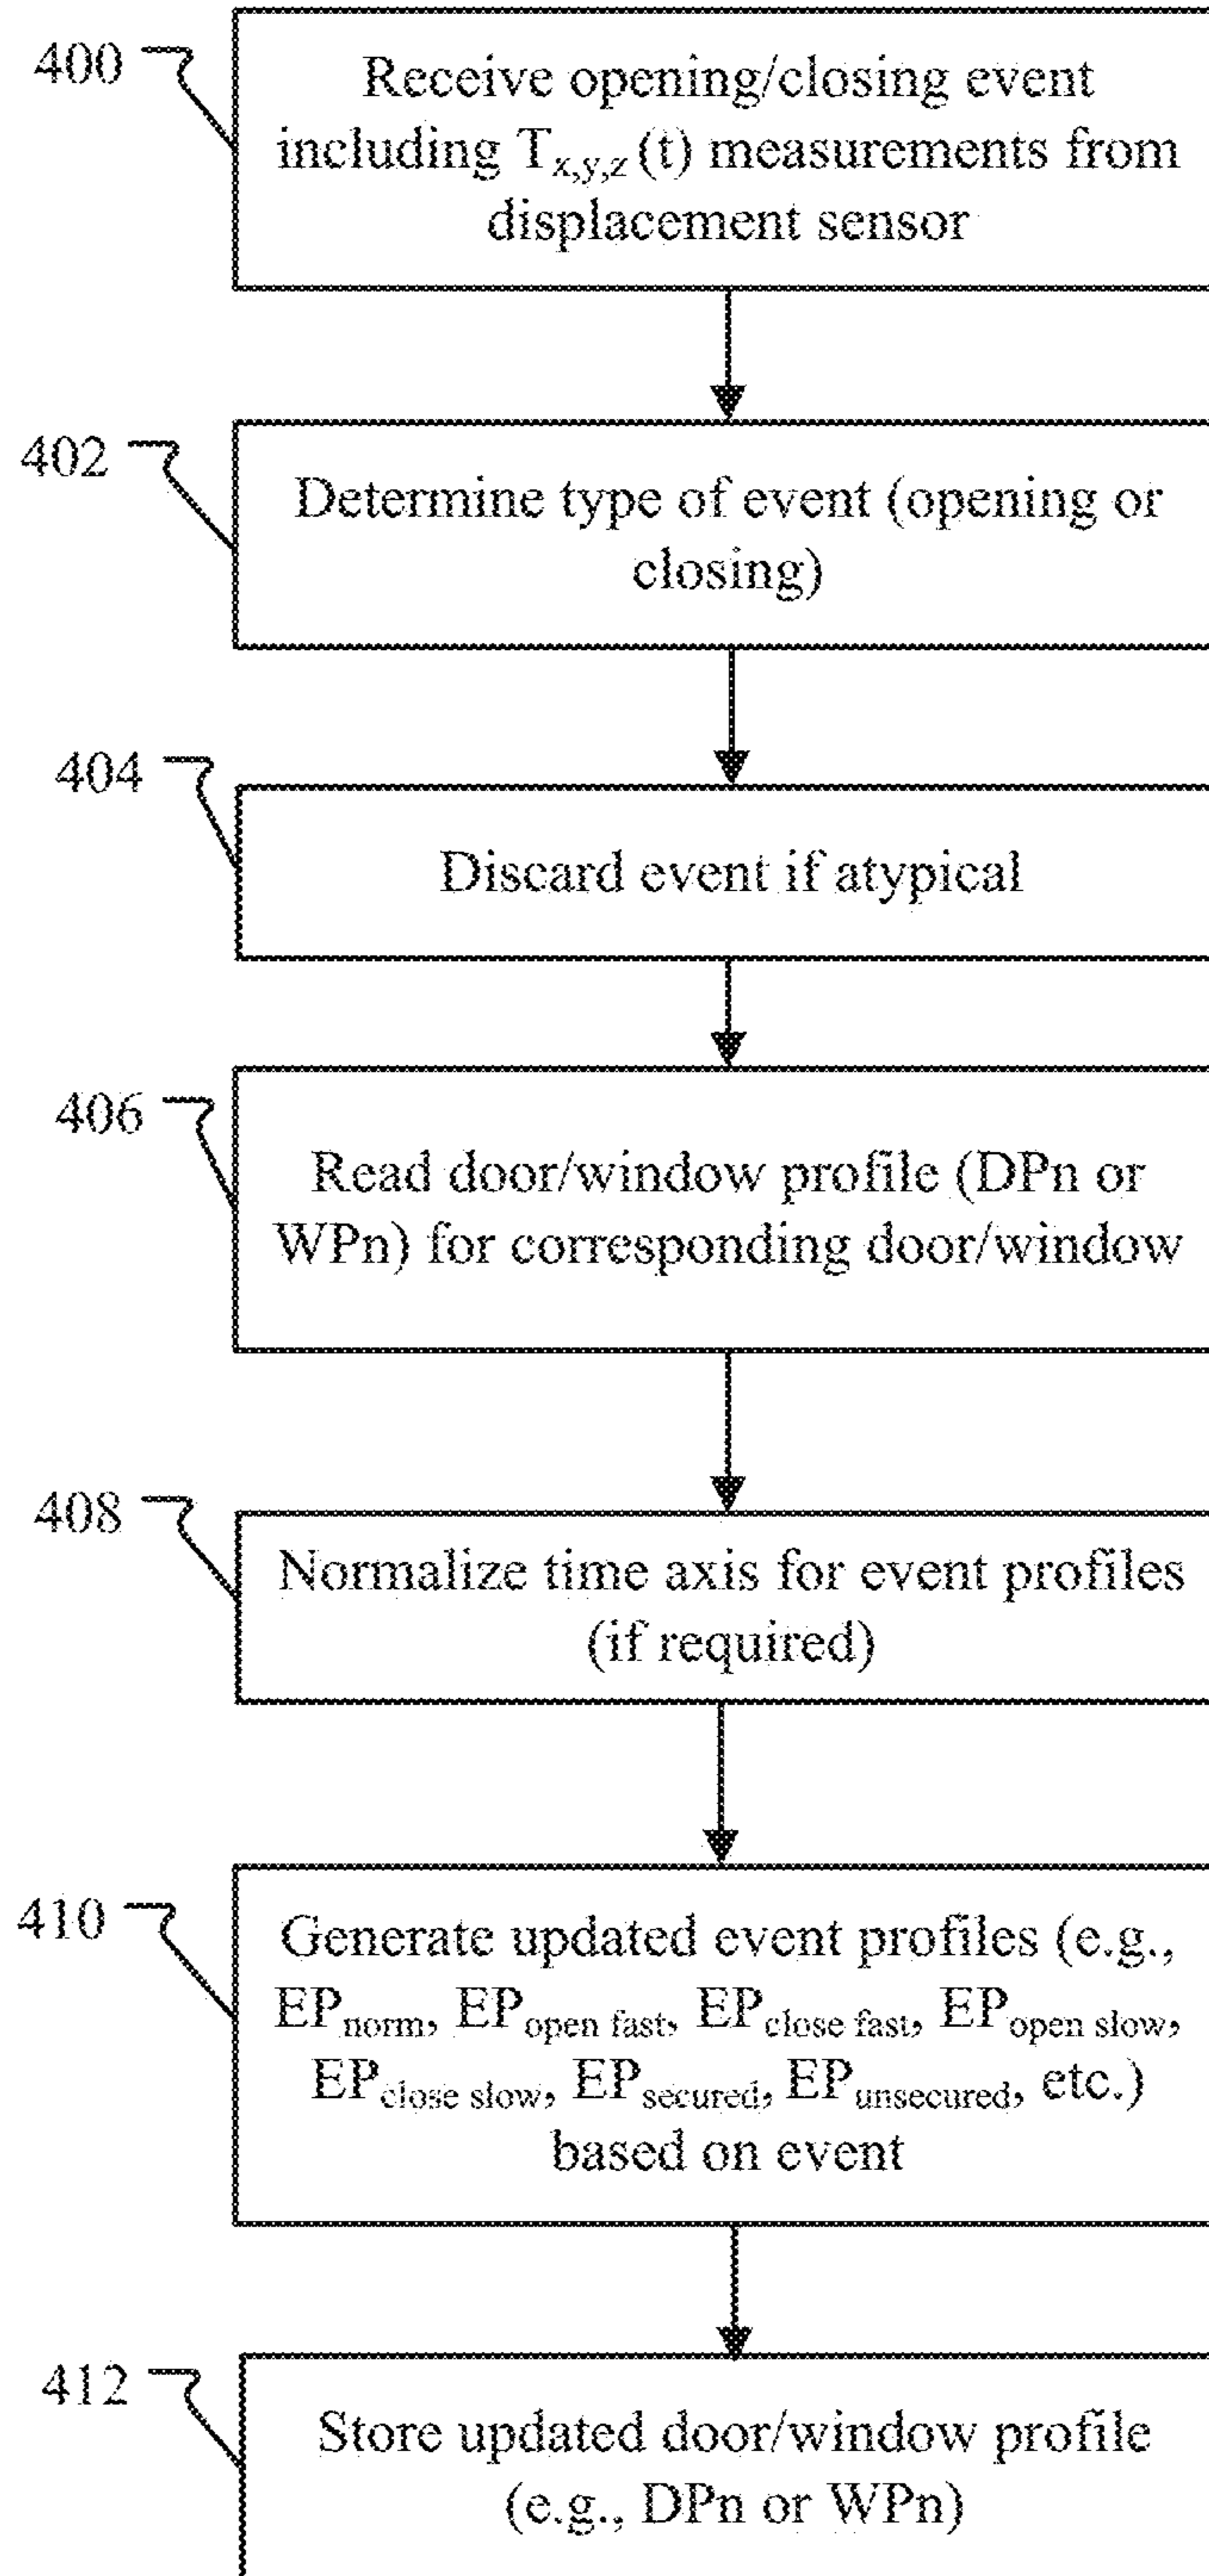 400
Receive opening/closing event
including Tx,y,z (t) measurements from
displacement sensor
402
Determine type of event (opening or
closing)
404
Discard event if atypical
406
Read door/window profile (DPn or
WPn) for corresponding door/window
408
Normalize time axis for event profiles
(if required)
410
Generate updated event profiles (e.g.,
EPnorm, EPopen fast, EPclose fast, EPopen slow,
EPclose slow, EPsecured, EPunsecured, etc.)
based on event
412
Store updated door/window profile
(e.g., DPn or WPn)